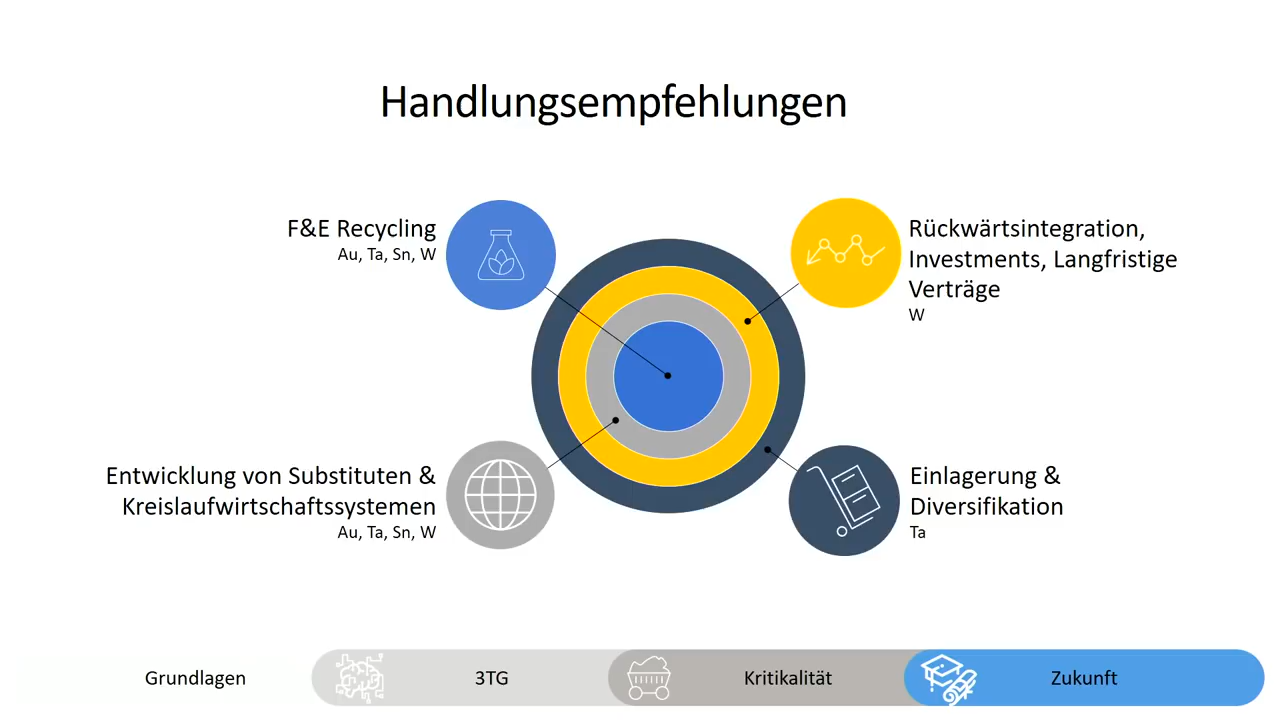 Handlungsempfehlungen
F&E Recycling
Au, Ta, Sn, W
Rückwärtsintegration,
Investments, Langfristige
Verträge
W
Entwicklung von Substituten &
Kreislaufwirtschaftssystemen
Au, Ta, Sn, W
Einlagerung &
Diversifikation
Ta
Grundlagen
3TG
Kritikalität
Zukunft